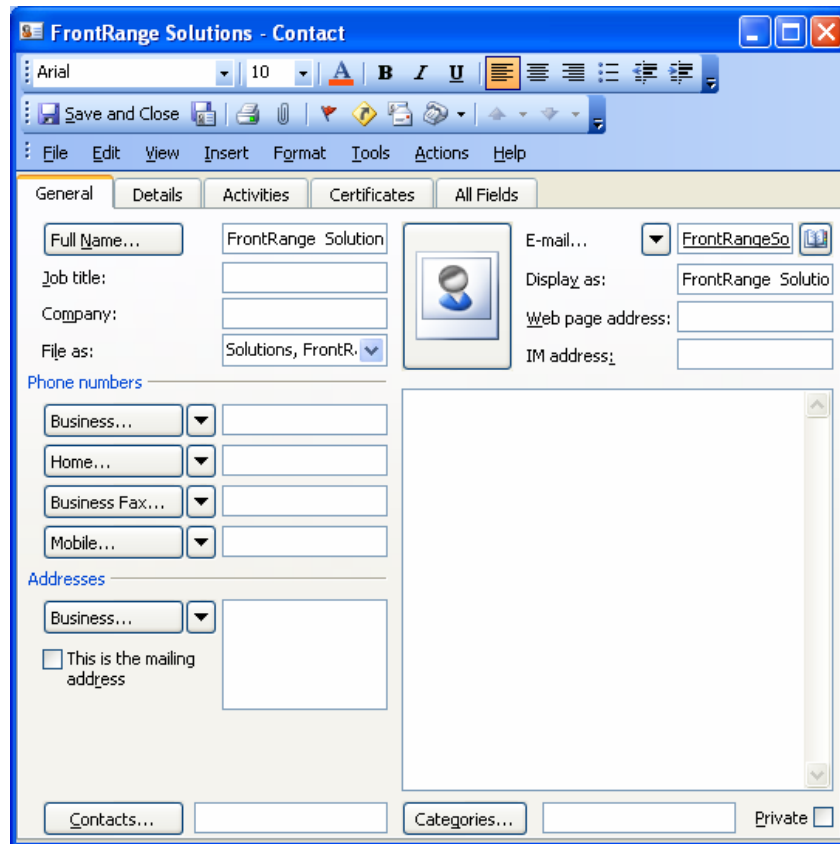 FrontRange Solutions - Contact
Arial 10 A B I U
Save and Close
File Edit View Insert Format Tools Actions Help
General Details Activities Certificates All Fields
Full Name... FrontRange Solution E-mail... FrontRangeSo
Job title: Display as: FrontRange Solutio
Company: Web page address:
File as: Solutions, FrontR. IM address:
Phone numbers
Business...
Home...
Business Fax...
Mobile...
Addresses
Business...
This is the mailing
address
Contacts... Categories... Private